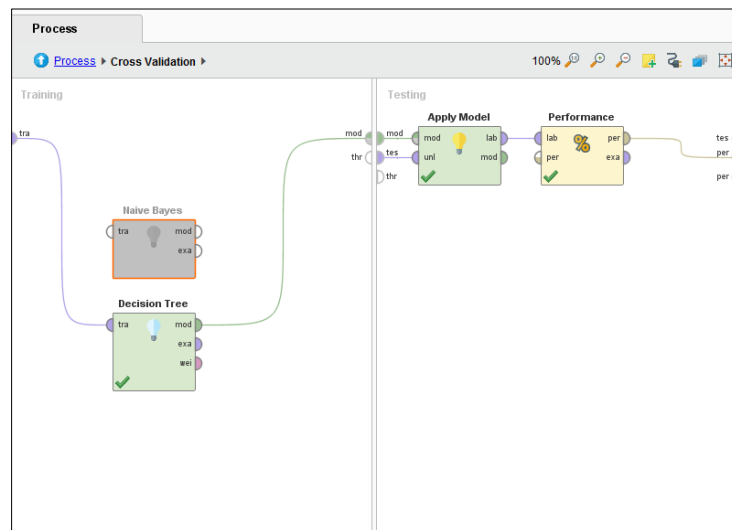 Process
Process ▸ Cross Validation ▸
100%
Training
Testing
tra
mod
thr
Naive Bayes
tra
mod
exa
Decision Tree
tra
mod
exa
wei
mod
tes
thr
Apply Model
mod
lab
unl
mod
Performance
lab
per
per
exa
%
tes
per
per